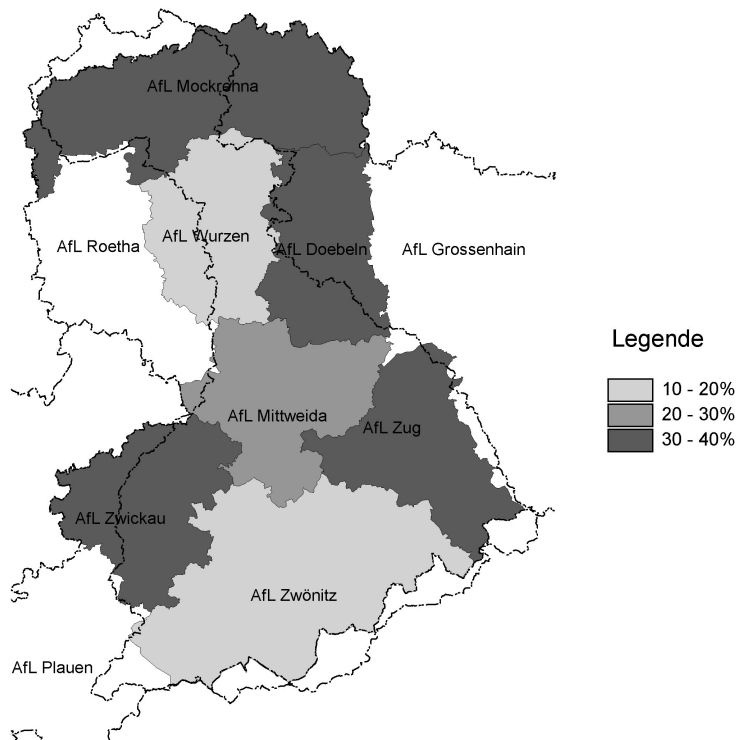 AfL Mockrehna
AfL Roetha
AfL Wurzen
AfL Doebeln
AfL Grossenhain
Legende
10 - 20%
20 - 30%
30 - 40%
AfL Mittweida
AfL Zug
AfL Zwickau
AfL Zwönitz
AfL Plauen